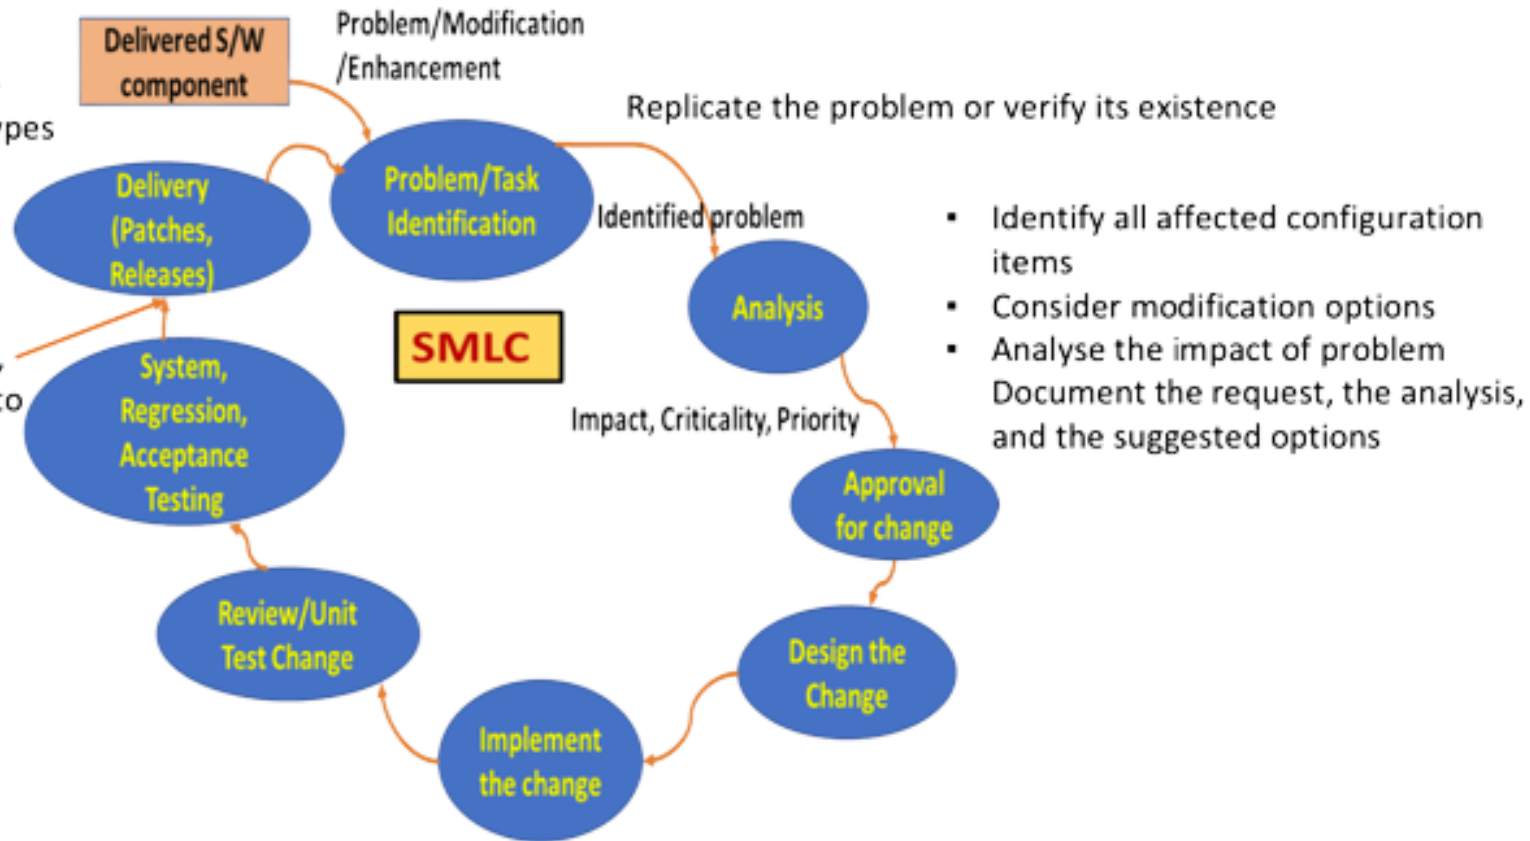 Delivered S/W
component
Problem/Modification
/Enhancement
Replicate the problem or verify its existence
ypes
Delivery
(Patches,
Releases)
Problem/Task
Identification
Identified problem
▪ Identify all affected configuration
items
▪ Consider modification options
▪ Analyse the impact of problem
Document the request, the analysis,
and the suggested options
Analysis
SMLC
to
System,
Regression,
Acceptance
Testing
Impact, Criticality, Priority
Approval
for change
Review/Unit
Test Change
Design the
Change
Implement
the change